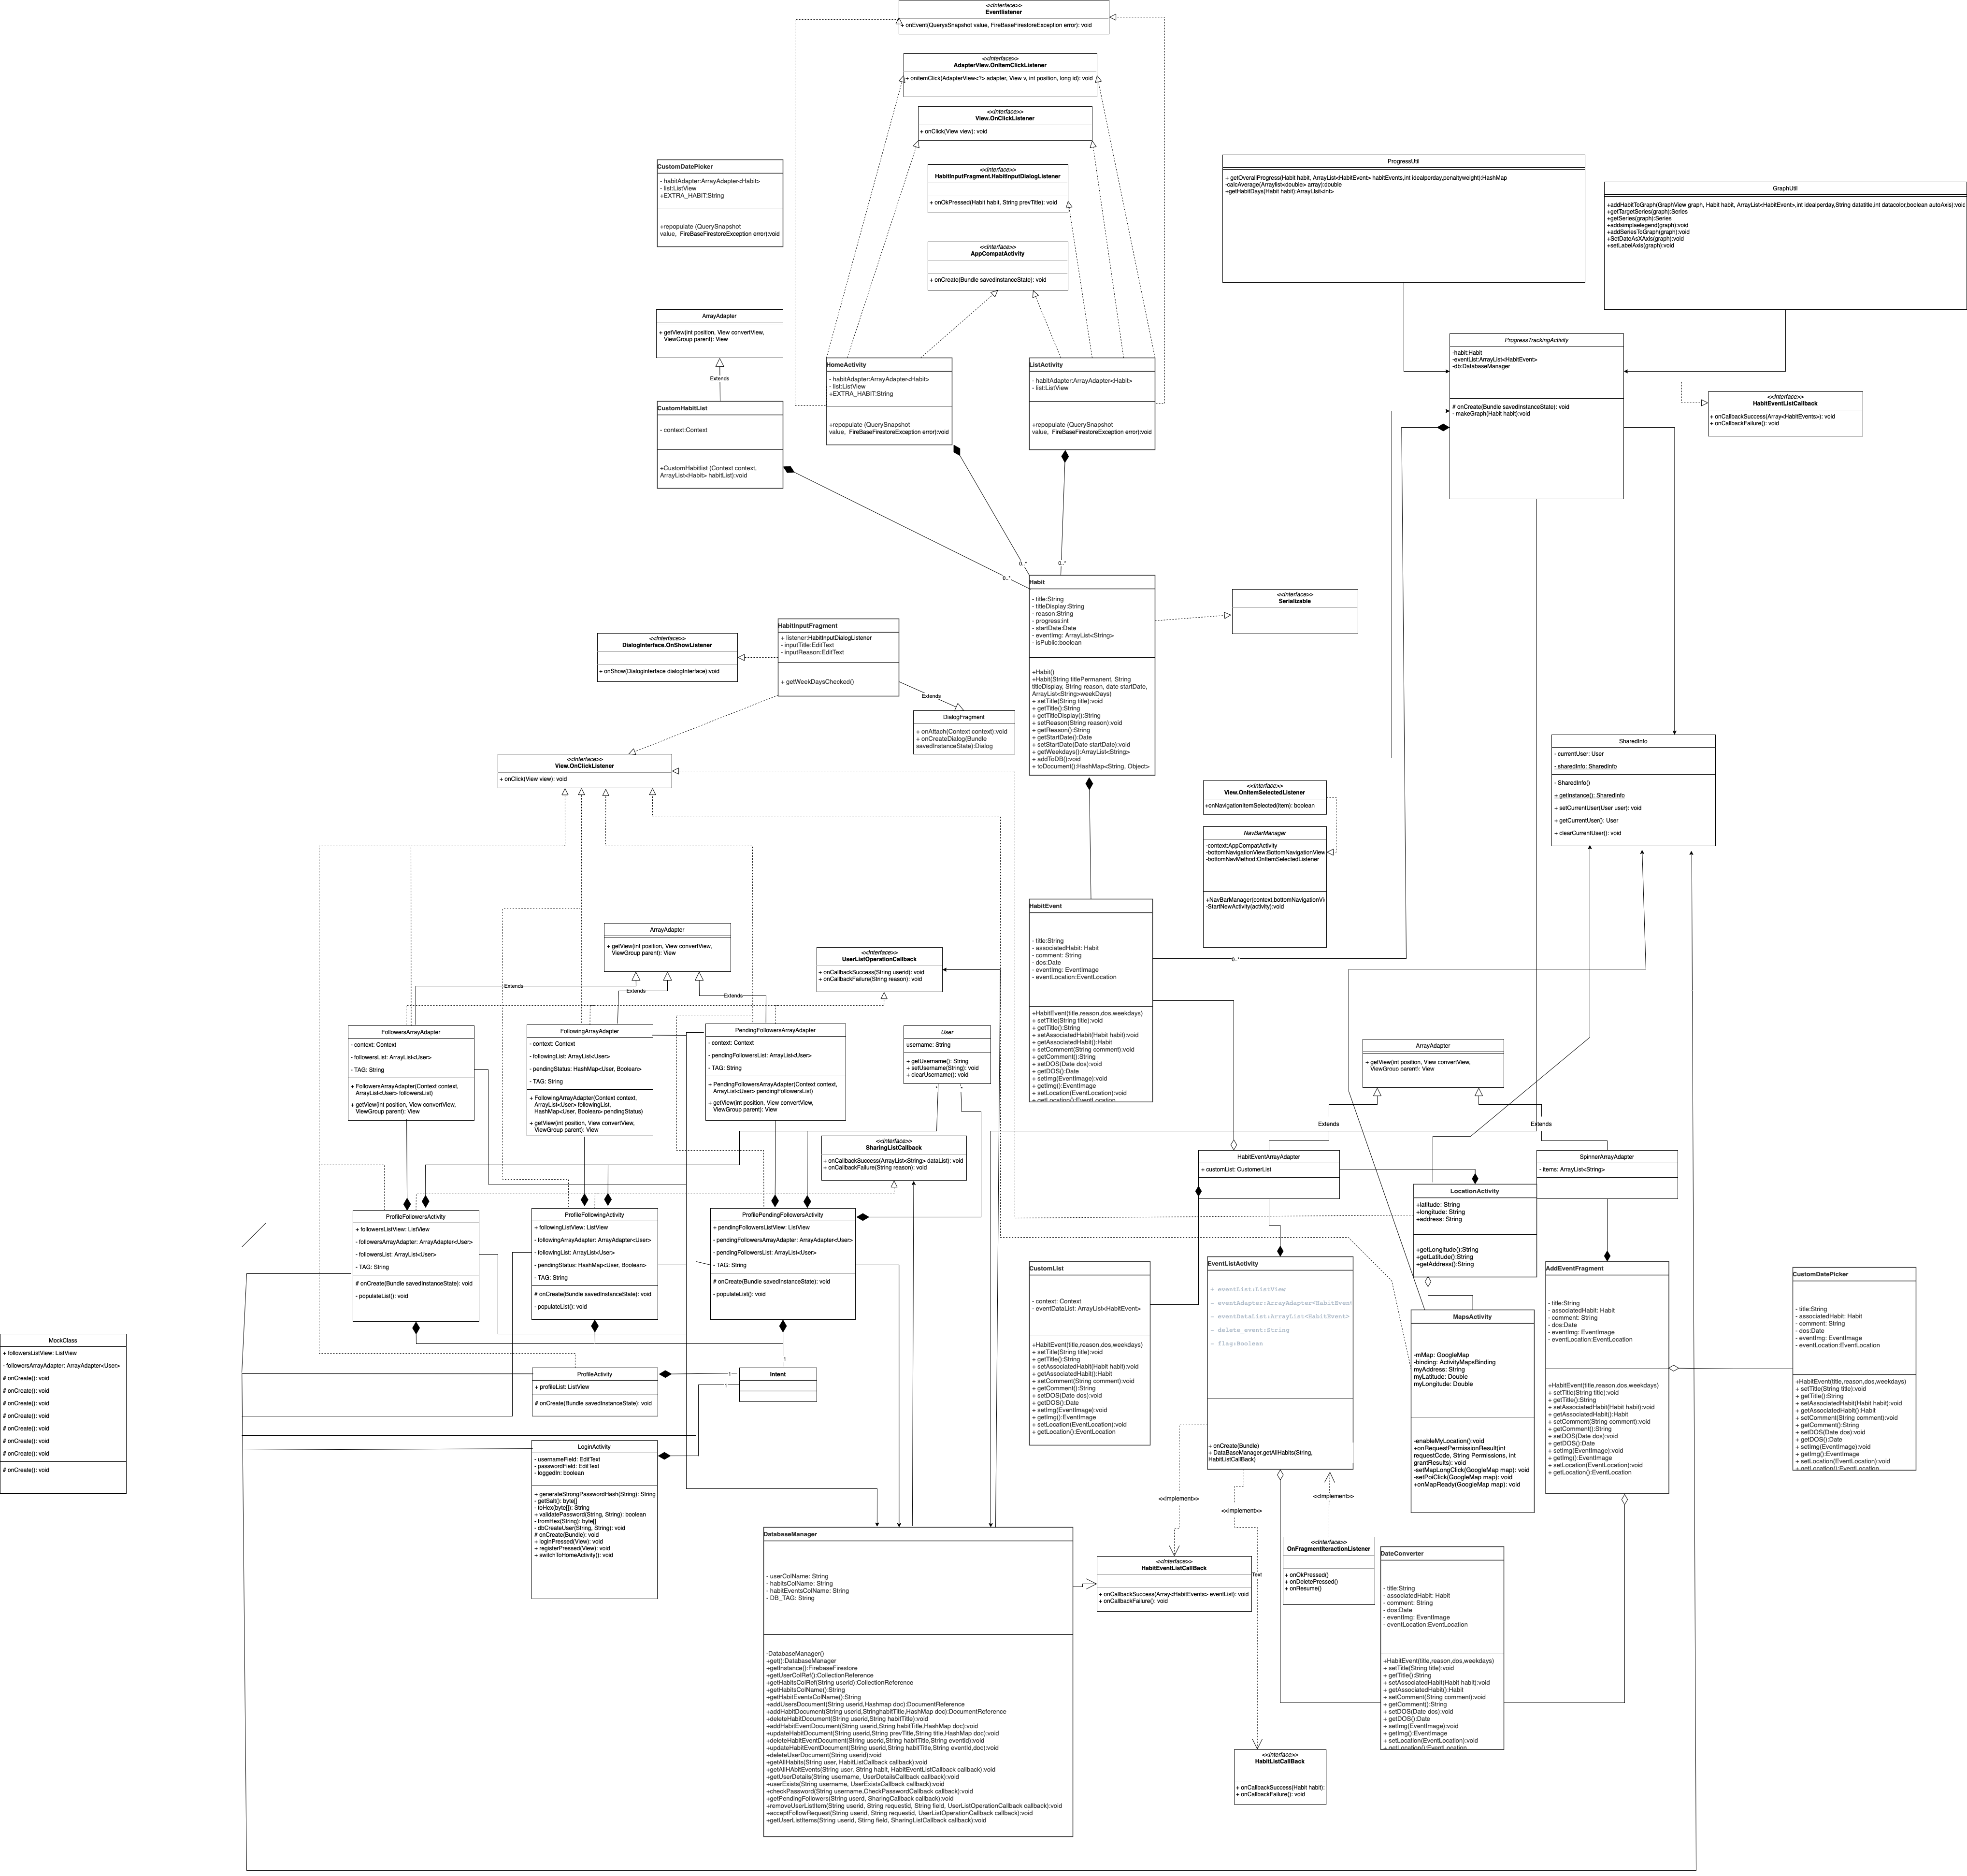 <<Interface>>
Eventlistener
+ onEvent(QuerysSnapshot value, FireBaseFirestoreException error): void
<<Interface>>
AdapterView.OnItemClickListener
+ onitemClick(AdapterView<?> adapter, View v, int position, long id): void
<<Interface>>
View.OnClickListener
+ onClick(View view): void
<<Interface>>
HabitInputFragment.HabitInputDialogListener
+ onOkPressed(Habit habit, String prevTitle): void
<<Interface>>
AppCompatActivity
+ onCreate(Bundle savedInstanceState): void
CustomDatePicker
- habitAdapter:ArrayAdapter<Habit>
- list:ListView
+EXTRA_HABIT:String
+repopulate (QuerySnapshot
value, FireBaseFirestoreException error):void
ProgressUtil
+ getOverallProgress(Habit habit, ArrayList<HabitEvent> habitEvents,int idealperday,penaltyweight):HashMap
-calcAverage(Arraylist<double> array):double
+getHabitDays(Habit habit):ArrayList<int>
GraphUtil
+addHabitToGraph(GraphView graph, Habit habit, ArrayList<HabitEvent>,int idealperday,String datatitle,int datacolor,boolean autoAxis):voic
+getTargetSeries(graph):Series
+getSeries(graph):Series
+addsimplaelegend(graph):void
+addSeriesToGraph(graph):void
+SetDateAsXAxis(graph):void
+setLabelAxis(graph):void
ArrayAdapter
+ getView(int position, View convertView,
ViewGroup parent): View
Extends
CustomHabitList
- context:Context
+CustomHabitlist (Context context,
ArrayList<Habit> habitList):void
HomeActivity
- habitAdapter:ArrayAdapter<Habit>
- list:ListView
+EXTRA_HABIT:String
+repopulate (QuerySnapshot
value, FireBaseFirestoreException error):void
ListActivity
- habitAdapter:ArrayAdapter<Habit>
- list:ListView
+repopulate (QuerySnapshot
value, FireBaseFirestoreException error):void
ProgressTrackingActivity
-habit:Habit
-eventList:ArrayList<HabitEvent>
-db:DatabaseManager
# onCreate(Bundle savedInstanceState): void
- makeGraph(Habit habit):void
<<Interface>>
HabitEventListCallback
+ onCallbackSuccess(Array<HabitEvents>): void
+ onCallbackFailure(): void
0..*
0..*
0..*
Habit
- title:String
- titleDisplay:String
- reason:String
- progress:int
- startDate:Date
- eventImg: ArrayList<String>
- isPublic:boolean
+Habit()
+Habit(String titlePermanent, String
titleDisplay, String reason, date startDate,
ArrayList<String>weekDays)
+ setTitle(String title):void
+ getTitle():String
+ getTitleDisplay():String
+ setReason(String reason):void
+ getReason():String
+ getStartDate():Date
+ setStartDate(Date startDate):void
+ getWeekdays():ArrayList<String>
+ addToDB():void
+ toDocument():HashMap<String, Object>
<<Interface>>
Serializable
HabitInputFragment
+ listener:HabitInputDialogListener
- inputTitle:EditText
- inputReason:EditText
+ getWeekDaysChecked()
<<Interface>>
DialogInterface.OnShowListener
+ onShow(Dialoginterface dialogInterface):void
Extends
DialogFragment
+ onAttach(Context context):void
+ onCreateDialog(Bundle
savedInstanceState):Dialog
<<Interface>>
View.OnClickListener
+ onClick(View view): void
SharedInfo
- currentUser: User
- sharedInfo: SharedInfo
- SharedInfo()
+ getInstance(): SharedInfo
+ setCurrentUser(User user): void
+ getCurrentUser(): User
+ clearCurrentUser(): void
<<Interface>>
View.OnItemSelectedListener
+onNavigationItemSelected(item): boolean
NavBarManager
-context:AppCompatActivity
-bottomNavigationView:BottomNavigationView
-bottomNavMethod:OnItemSelectedListener
+NavBarManager(context,bottomNavigationVi
-StartNewActivity(activity):void
HabitEvent
- title:String
- associatedHabit: Habit
- comment: String
- dos:Date
- eventImg: EventImage
- eventLocation:EventLocation
+HabitEvent(title,reason,dos,weekdays)
+ setTitle(String title):void
+ getTitle():String
+ setAssociatedHabit(Habit habit):void
+ getAssociatedHabit():Habit
+ setComment(String comment):void
+ getComment():String
+ setDOS(Date dos):void
+ getDOS():Date
+ setImg(EventImage):void
+ getImg():EventImage
+ setLocation(EventLocation):void
+ getLocation():EventLocation
0..*
ArrayAdapter
+ getView(int position, View convertView,
ViewGroup parent): View
Extends
Extends
Extends
<<Interface>>
UserListOperationCallback
+ onCallbackSuccess(String userid): void
+ onCallbackFailure(String reason): void
FollowersArrayAdapter
- context: Context
- followersList: ArrayList<User>
- TAG: String
+ FollowersArrayAdapter(Context context,
ArrayList<User> followersList)
+ getView(int position, View convertView,
ViewGroup parent): View
FollowingArrayAdapter
- context: Context
- followingList: ArrayList<User>
- pendingStatus: HashMap<User, Boolean>
- TAG: String
+ FollowingArrayAdapter(Context context,
ArrayList<User> followingList,
HashMap<User, Boolean> pendingStatus)
+ getView(int position, View convertView,
ViewGroup parent): View
PendingFollowersArrayAdapter
- context: Context
- pendingFollowersList: ArrayList<User>
- TAG: String
+ PendingFollowersArrayAdapter(Context context,
ArrayList<User> pendingFollowersList)
+ getView(int position, View convertView,
ViewGroup parent): View
User
username: String
+ getUsername(): String
+ setUsername(String): void
+ clearUsername(): void
*
*
<<Interface>>
SharingListCallback
+ onCallbackSuccess(ArrayList<String> dataList): void
+ onCallbackFailure(String reason): void
ArrayAdapter
+ getView(int position, View convertView,
ViewGroup parent): View
Extends
Extends
HabitEventArrayAdapter
+ customList: CustomerList
SpinnerArrayAdapter
- items: ArrayList<String>
LocationActivity
+latitude: String
+longitude: String
+address: String
+getLongitude():String
+getLatitude():String
+getAddress():String
ProfileFollowersActivity
+ followersListView: ListView
- followersArrayAdapter: ArrayAdapter<User>
- followersList: ArrayList<User>
- TAG: String
# onCreate(Bundle savedInstanceState): void
- populateList(): void
ProfileFollowingActivity
+ followingListView: ListView
- followingArrayAdapter: ArrayAdapter<User>
- followingList: ArrayList<User>
- pendingStatus: HashMap<User, Boolean>
- TAG: String
# onCreate(Bundle savedInstanceState): void
- populateList(): void
ProfilePendingFollowersActivity
+ pendingFollowersListView: ListView
- pendingFollowersArrayAdapter: ArrayAdapter<User>
- pendingFollowersList: ArrayList<User>
- TAG: String
# onCreate(Bundle savedInstanceState): void
- populateList(): void
CustomList
- context: Context
- eventDataList: ArrayList<HabitEvent>
+HabitEvent(title,reason,dos,weekdays)
+ setTitle(String title):void
+ getTitle():String
+ setAssociatedHabit(Habit habit):void
+ getAssociatedHabit():Habit
+ setComment(String comment):void
+ getComment():String
+ setDOS(Date dos):void
+ getDOS():Date
+ setImg(EventImage):void
+ getImg():EventImage
+ setLocation(EventLocation):void
+ getLocation():EventLocation
EventListActivity
+ eventList:ListView
- eventAdapter:ArrayAdapter<HabitEven
- eventDataList:ArrayList<HabitEvent>
- delete_event:String
- flag:Boolean
+ onCreate(Bundle)
+ DataBaseManager.getAllHabits(String,
HabitListCallback)
MapsActivity
-mMap: GoogleMap
-binding: ActivityMapsBinding
myAddress: String
myLatitude: Double
myLongitude: Double
-enableMyLocation(): void
+onRequestPermissionResult(int
requestCode, String Permissions, int
grantResults): void
-setMapLongClick(GoogleMap map): void
-setPoiClick(GoogleMap map): void
+onMapReady(GoogleMap map): void
AddEventFragment
- title:String
- associatedHabit: Habit
- comment: String
- dos:Date
- eventImg: EventImage
- eventLocation:EventLocation
+HabitEvent(title,reason,dos,weekdays)
+ setTitle(String title):void
+ getTitle():String
+ setAssociatedHabit(Habit habit):void
+ getAssociatedHabit():Habit
+ setComment(String comment):void
+ getComment():String
+ setDOS(Date dos):void
+ getDOS():Date
+ setImg(EventImage):void
+ getImg():EventImage
+ setLocation(EventLocation):void
+ getLocation():EventLocation
CustomDatePicker
- title:String
- associatedHabit: Habit
- comment: String
- dos:Date
- eventImg: EventImage
- eventLocation:EventLocation
+HabitEvent(title,reason,dos,weekdays)
+ setTitle(String title):void
+ getTitle():String
+ setAssociatedHabit(Habit habit):void
+ getAssociatedHabit():Habit
+ setComment(String comment):void
+ getComment():String
+ setDOS(Date dos):void
+ getDOS():Date
+ setImg(EventImage):void
+ getImg():EventImage
+ setLocation(EventLocation):void
+ getLocation():EventLocation
MockClass
+ followersListView: ListView
- followersArrayAdapter: ArrayAdapter<User>
# onCreate(): void
# onCreate(): void
# onCreate(): void
# onCreate(): void
# onCreate(): void
# onCreate(): void
# onCreate(): void
# onCreate(): void
ProfileActivity
+ profileList: ListView
# onCreate(Bundle savedInstanceState): void
1
1
1
Intent
LoginActivity
- usernameField: EditText
- passwordField: EditText
- loggedIn: boolean
+ generateStrongPasswordHash(String): String
- getSalt(): byte[]
- toHex(byte[]): String
+ validatePassword(String, String): boolean
- fromHex(String): byte[]
- dbCreateUser(String, String): void
# onCreate(Bundle): void
+ loginPressed(View): void
+ registerPressed(View): void
+ switchToHomeActivity(): void
<<implement>>
<<implement>>
<<implement>>
DatabaseManager
- userColName: String
- habitsColName: String
- habitEventsColName: String
- DB_TAG: String
-DatabaseManager()
+get():DatabaseManager
+getInstance():FirebaseFirestore
+getUserColRef():CollectionReference
+getHabitsColRef(String userid):CollectionReference
+getHabitsColName():String
+getHabitEventsColName():String
+addUsersDocument(String userid,Hashmap doc):DocumentReference
+addHabitDocument(String userid,StringhabitTitle,HashMap doc):DocumentReference
+deleteHabitDocument(String userid,String habitTitle):void
+addHabitEventDocument(String userid,String habitTitle,HashMap doc):void
+updateHabitDocument(String userid,String prevTitle,String title,HashMap doc):void
+deleteHabitEventDocument(String userid,String habitTitle,String eventid):void
+updateHabitEventDocument(String userid,String habitTitle,String eventId,doc):void
+deleteUserDocument(String userid):void
+getAllHabits(String user, HabitListCallback callback):void
+getAllHAbitEvents(String user, String habit, HabitEventListCallback callback):void
+getUserDetails(String username, UserDetailsCallback callback):void
+userExists(String username, UserExistsCallback callback):void
+checkPassword(String username,CheckPasswordCallback callback):void
+getPendingFollowers(String userd, SharingCallback callback):void
+removeUserListItem(String userid, String requestid, String field, UserListOperationCallback callback):void
+acceptFollowRequest(String userid, String requestid, UserListOperationCallback callback):void
+getUserListItems(String userid, Stirng field, SharingListCallback callback):void
<<Interface>>
HabitEventListCallBack
+ onCallbackSuccess(Array<HabitEvents> eventList): void
+ onCallbackFailure(): void
Text
<<Interface>>
OnFragmentIteractionListener
+ onOkPressed()
+ onDeletePressed()
+ onResume()
DateConverter
- title:String
- associatedHabit: Habit
- comment: String
- dos:Date
- eventImg: EventImage
- eventLocation:EventLocation
+HabitEvent(title,reason,dos,weekdays)
+ setTitle(String title):void
+ getTitle():String
+ setAssociatedHabit(Habit habit):void
+ getAssociatedHabit():Habit
+ setComment(String comment):void
+ getComment():String
+ setDOS(Date dos):void
+ getDOS():Date
+ setImg(EventImage):void
+ getImg():EventImage
+ setLocation(EventLocation):void
+ getLocation():EventLocation
<<Interface>>
HabitListCallBack
+ onCallbackSuccess(Habit habit):
+ onCallbackFailure(): void